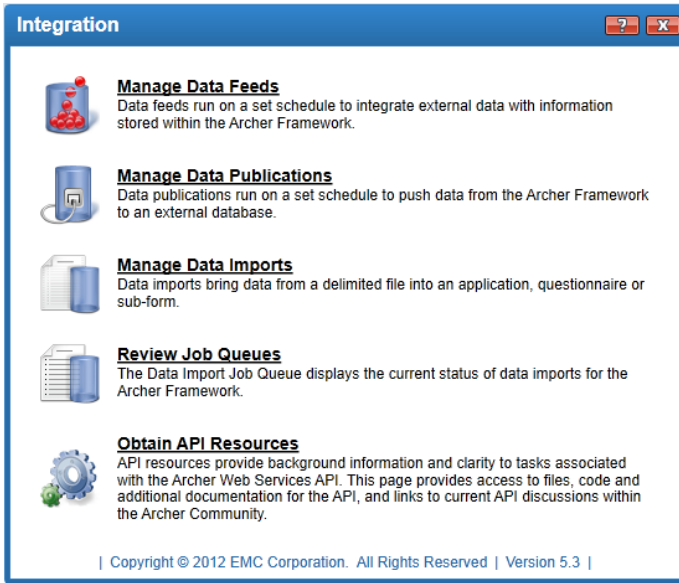 Integration
?
X
Manage Data Feeds
Data feeds run on a set schedule to integrate external data with information
stored within the Archer Framework.
Manage Data Publications
Data publications run on a set schedule to push data from the Archer Framework
to an external database.
Manage Data Imports
Data imports bring data from a delimited file into an application, questionnaire or
sub-form.
Review Job Queues
The Data Import Job Queue displays the current status of data imports for the
Archer Framework.
Obtain API Resources
API resources provide background information and clarity to tasks associated
with the Archer Web Services API. This page provides access to files, code and
additional documentation for the API, and links to current API discussions within
the Archer Community.
| Copyright © 2012 EMC Corporation. All Rights Reserved | Version 5.3 |